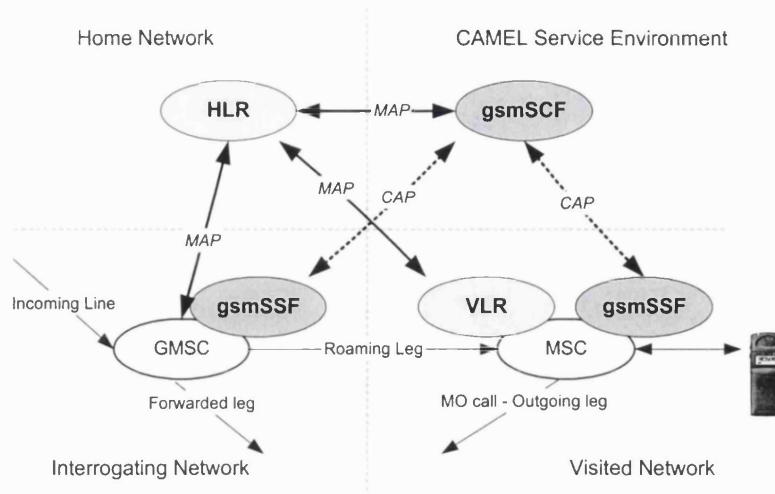 Home Network
CAMEL Service Environment
HLR
MAP
gsmSCF
MAP
CAP
CAP
MAP
Incoming Line
gsmSSF
VLR
gsmSSF
GMSC
Roaming Leg
MSC
Forwarded leg
MO call - Outgoing leg
Interrogating Network
Visited Network